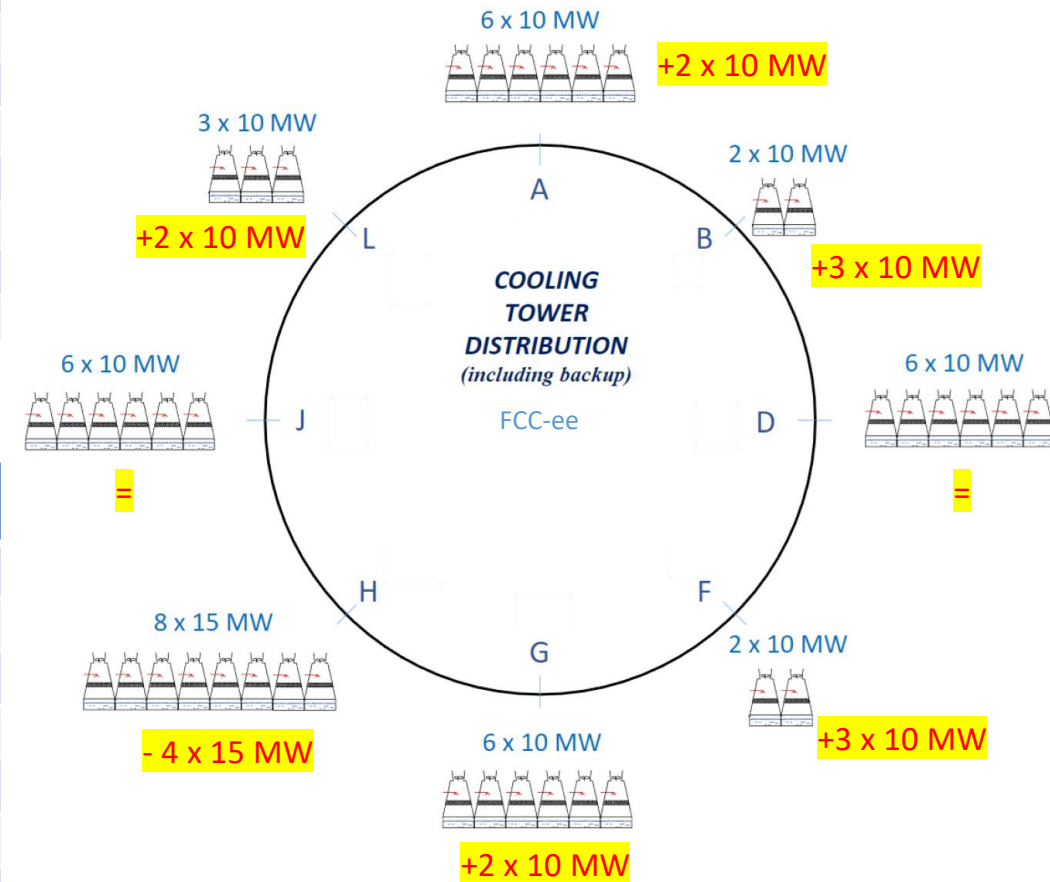 6 x 10 MW
+2 x 10 MW
3 x 10 MW
2 x 10 MW
A
+2 x 10 MW
L
B
+3 x 10 MW
COOLING
TOWER
DISTRIBUTION
(including backup)
6 x 10 MW
6 x 10 MW
J
FCC-ee
D
=
=
H
F
8 x 15 MW
2 x 10 MW
G
- 4 x 15 MW
6 x 10 MW
+3 x 10 MW
+2 x 10 MW